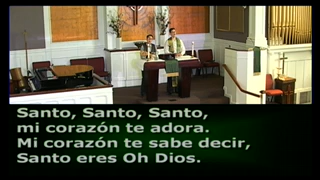 Santo, Santo, Santo,
mi corazón te adora.
Mi corazón te sabe decir,
Santo eres Oh Dios.